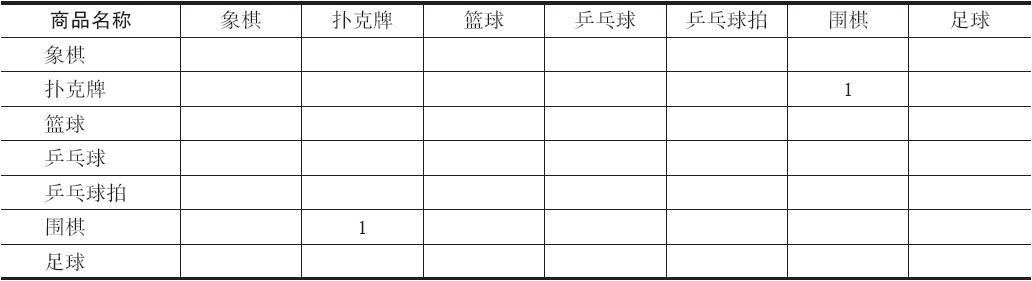 商品名称 象棋 扑克牌 篮球 乒乓球 乒乓球拍 围棋 足球
象棋
扑克牌 1
篮球
乒乓球
乒乓球拍
围棋 1
足球